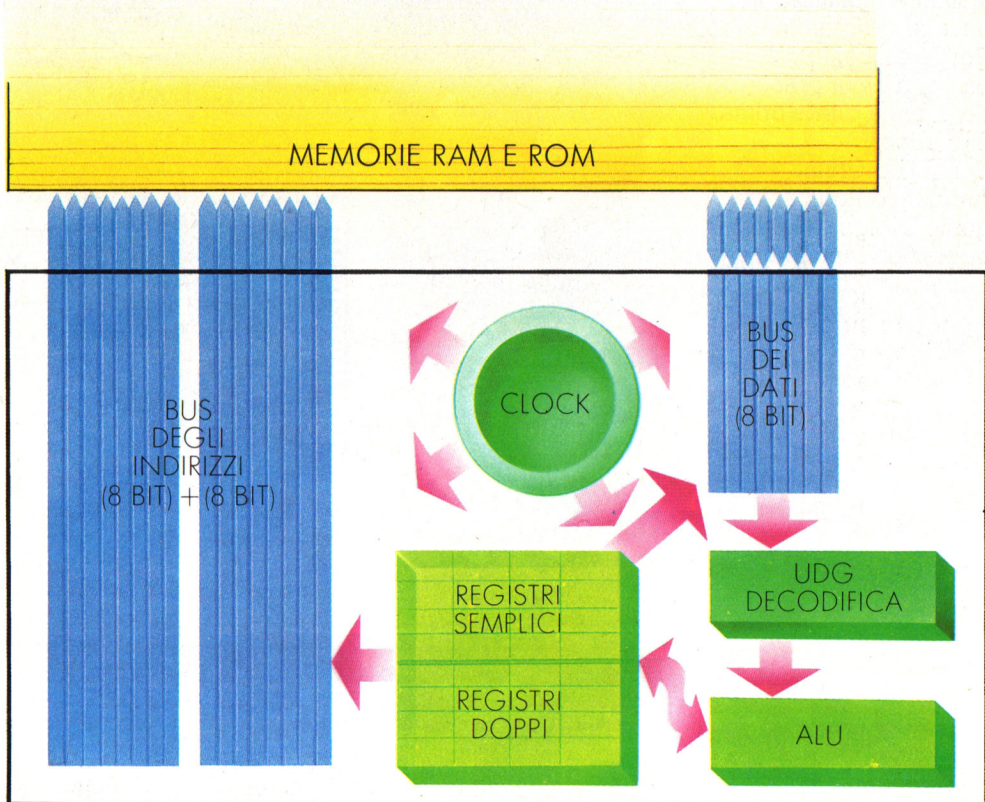 MEMORIE RAM E ROM
BUS
DEGLI
INDIRIZZI
(8 BIT) + (8 BIT)
CLOCK
BUS
DEI
DATI
(8 BIT)
REGISTRI
SEMPLICI
REGISTRI
DOPPI
UDG
DECODIFICA
ALU